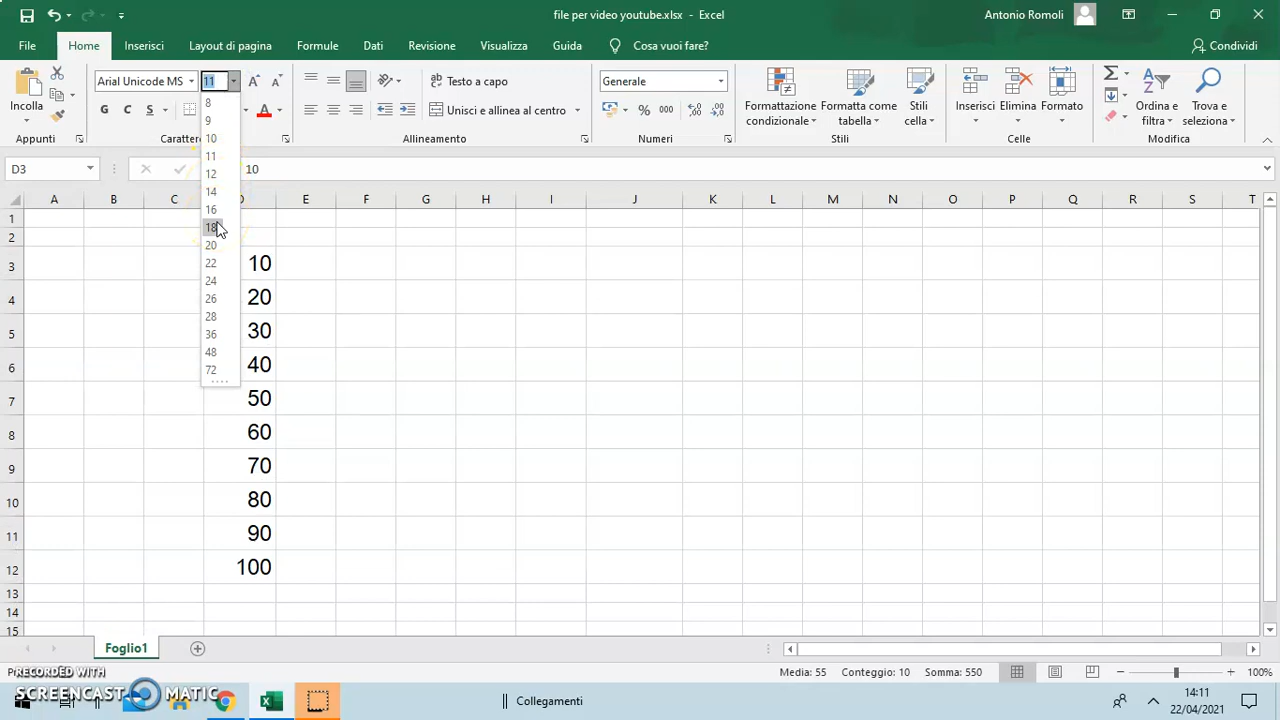 file per video youtube.xlsx - Excel
Antonio Romoli
File Home Inserisci Layout di pagina Formule Dati Revisione Visualizza Guida Cosa vuoi fare? Condividi
Incolla
Arial Unicode MS 11
G C S
Testo a capo
Unisci e allinea al centro
Generale
% 000
Formattazione condizionale
Formatta come tabella
Stili cella
Inserisci Elimina Formato
Ordina e filtra
Trova e seleziona
Appunti Caratte Allineamento Numeri Stili Celle Modifica
8
9
10
11
12
14
16
18
20
22
24
26
28
36
48
72
D3 10
A B C D E F G H I J K L M N O P Q R S T
1
2
3 10
4 20
5 30
6 40
7 50
8 60
9 70
10 80
11 90
12 100
13
14
15
Foglio1
Media: 55 Conteggio: 10 Somma: 550 100%
RECORDED WITH
SCREENCAST MATIC
Collegamenti
14:11
22/04/2021